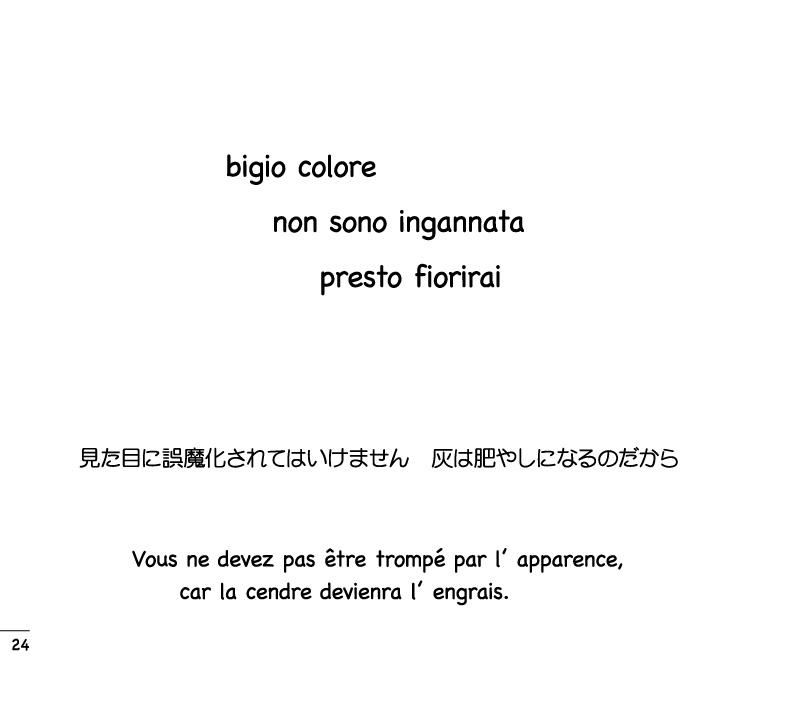 bigio colore
non sono ingannata
presto fiorirai
見た目に誤魔化されてはいけません　灰は肥やしになるのだから
Vous ne devez pas être trompé par l’ apparence,
car la cendre devienra l’ engrais.
24